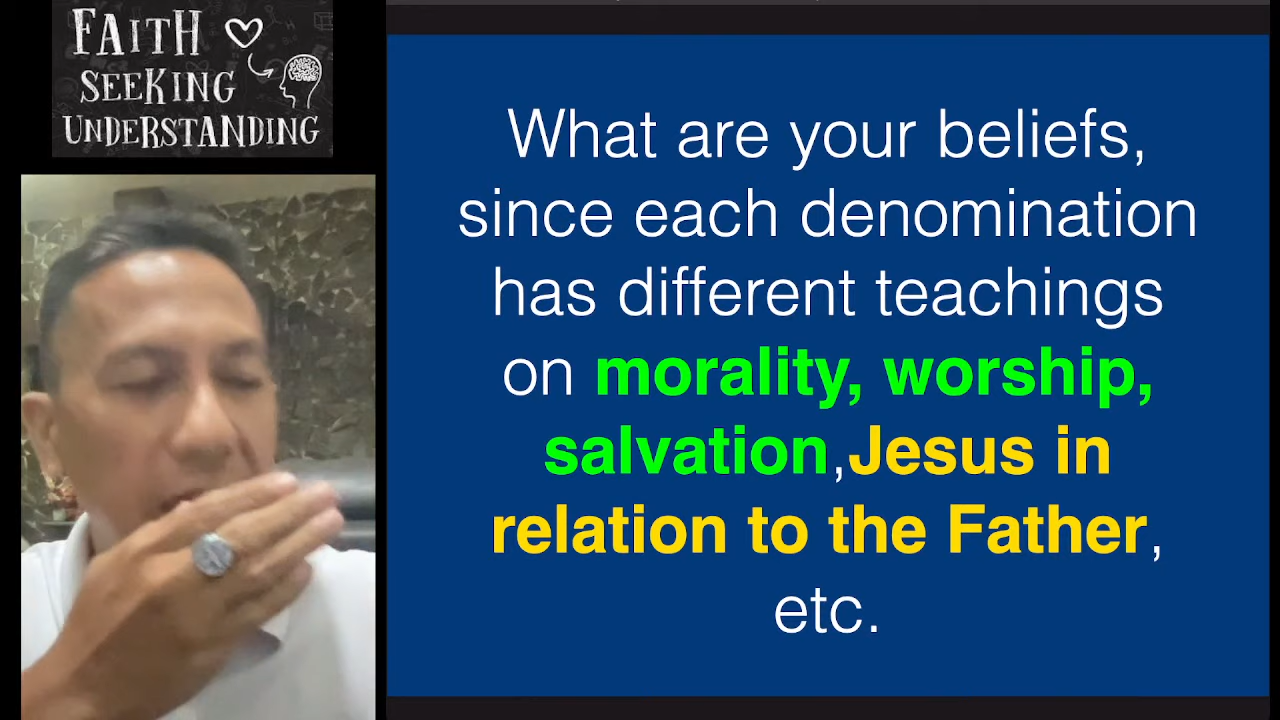 FAITH
SEEKING
UNDERSTANDING
What are your beliefs,
since each denomination
has different teachings
on morality, worship,
salvation,Jesus in
relation to the Father,
etc.